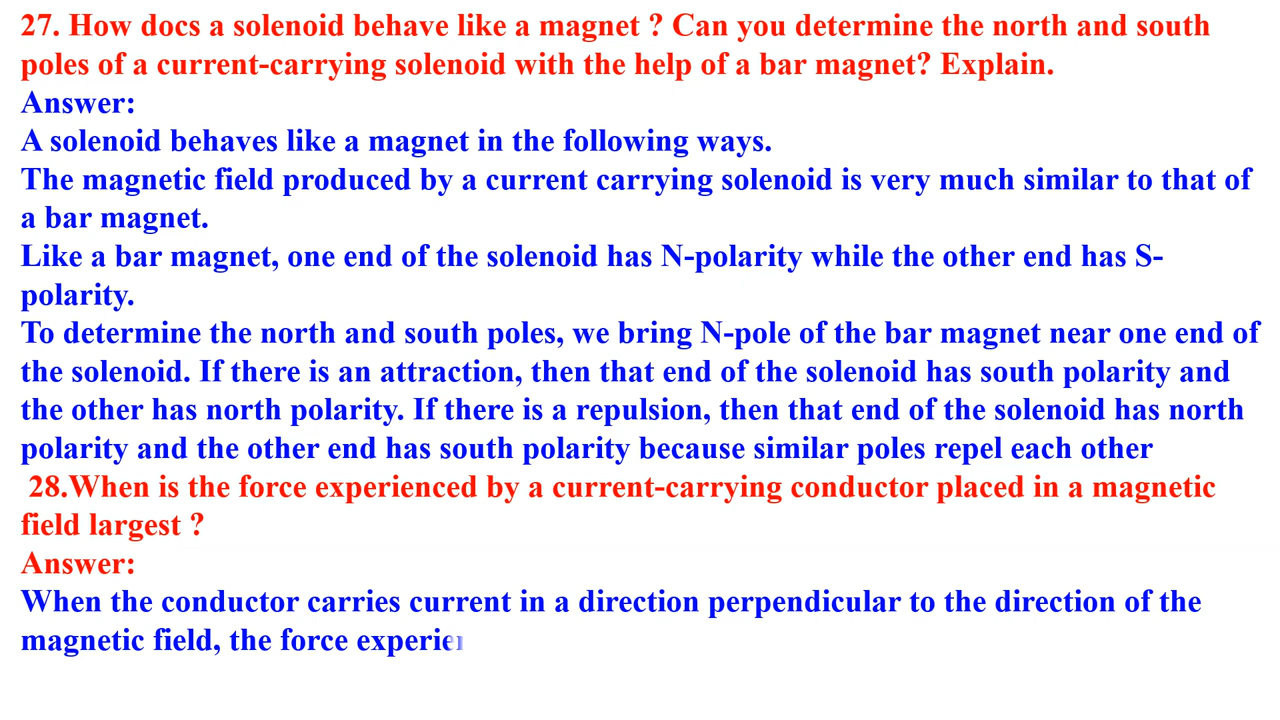 27. How docs a solenoid behave like a magnet ? Can you determine the north and south
poles of a current-carrying solenoid with the help of a bar magnet? Explain.
Answer:
A solenoid behaves like a magnet in the following ways.
The magnetic field produced by a current carrying solenoid is very much similar to that of
a bar magnet.
Like a bar magnet, one end of the solenoid has N-polarity while the other end has S-
polarity.
To determine the north and south poles, we bring N-pole of the bar magnet near one end of
the solenoid. If there is an attraction, then that end of the solenoid has south polarity and
the other has north polarity. If there is a repulsion, then that end of the solenoid has north
polarity and the other end has south polarity because similar poles repel each other
28.When is the force experienced by a current-carrying conductor placed in a magnetic
field largest ?
Answer:
When the conductor carries current in a direction perpendicular to the direction of the
magnetic field, the force